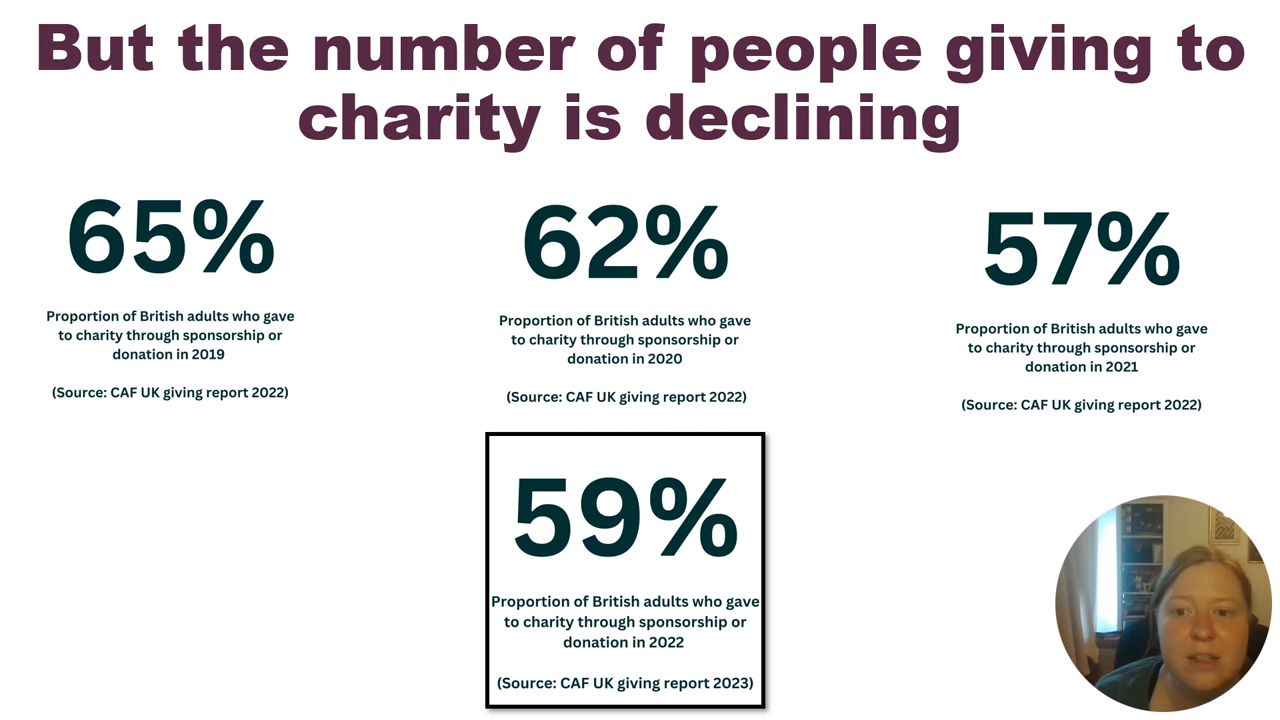 But the number of people giving to
charity is declining
65%
Proportion of British adults who gave
to charity through sponsorship or
donation in 2019
(Source: CAF UK giving report 2022)
62%
Proportion of British adults who gave
to charity through sponsorship or
donation in 2020
(Source: CAF UK giving report 2022)
57%
Proportion of British adults who gave
to charity through sponsorship or
donation in 2021
(Source: CAF UK giving report 2022)
59%
Proportion of British adults who gave
to charity through sponsorship or
donation in 2022
(Source: CAF UK giving report 2023)